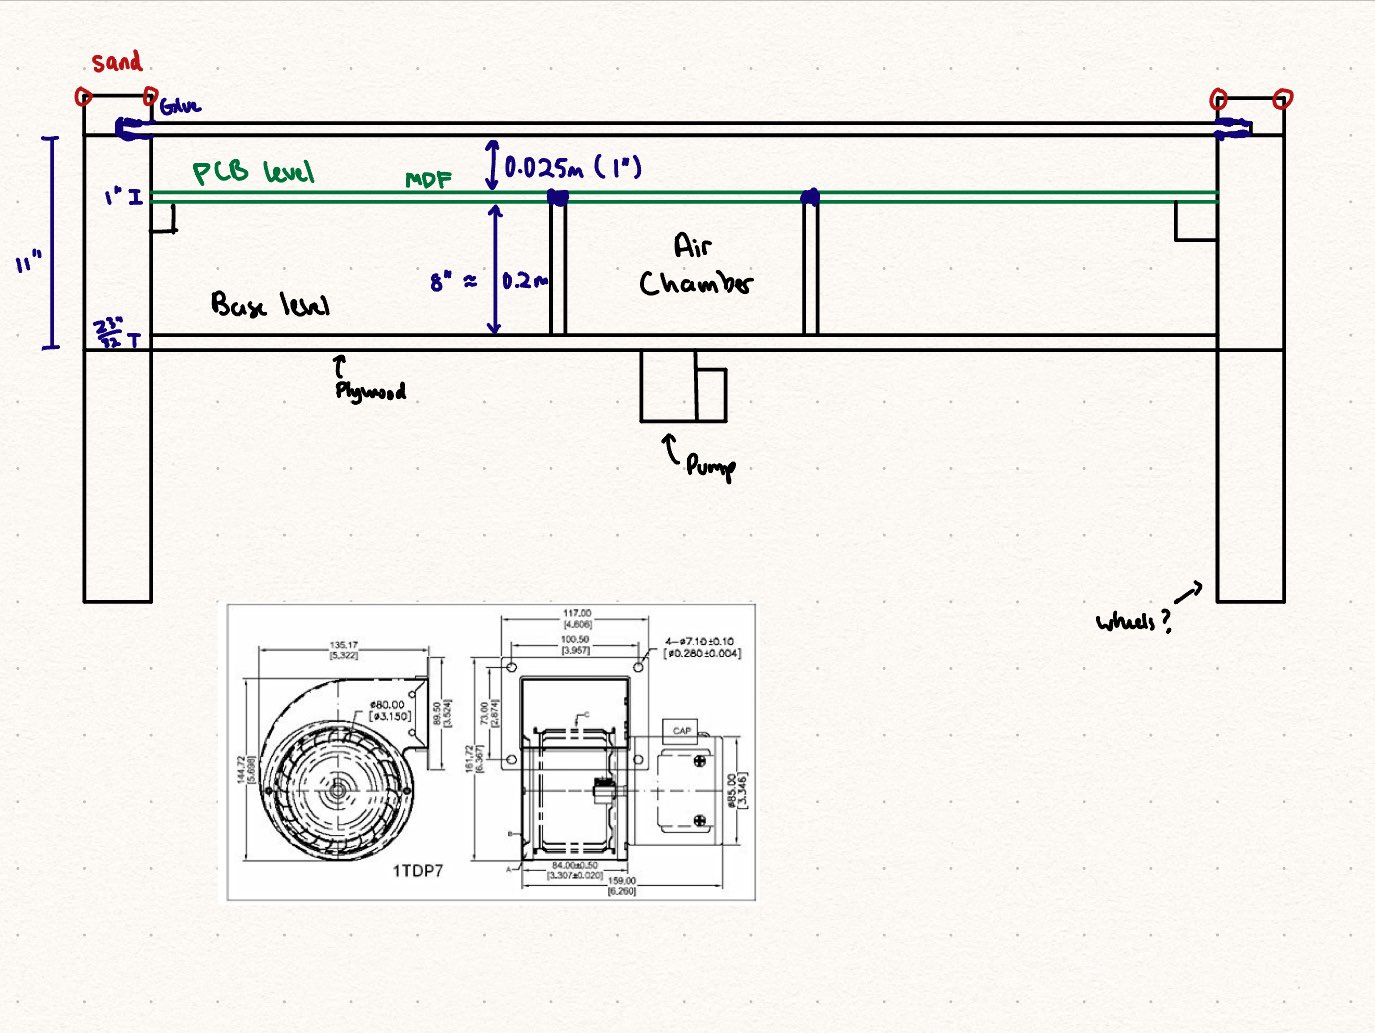 sand
Glue
PCB level
MDF
0.025m (1")
1" I
11"
8" ≈ 0.2m
Air
Chamber
Base level
23"
32 T
Plywood
Pump
wheels?
117.00
[4.606]
100.50
[3.957]
4-ø7.10±0.10
[ø0.280±0.004]
135.17
[5.322]
ø80.00
[ø3.150]
89.50
[3.524]
73.00
[2.874]
144.72
[5.698]
161.72
[6.367]
C
CAP
ø85.00
[3.346]
B
A
1TDP7
84.00±0.50
[3.307±0.020]
159.00
[6.260]